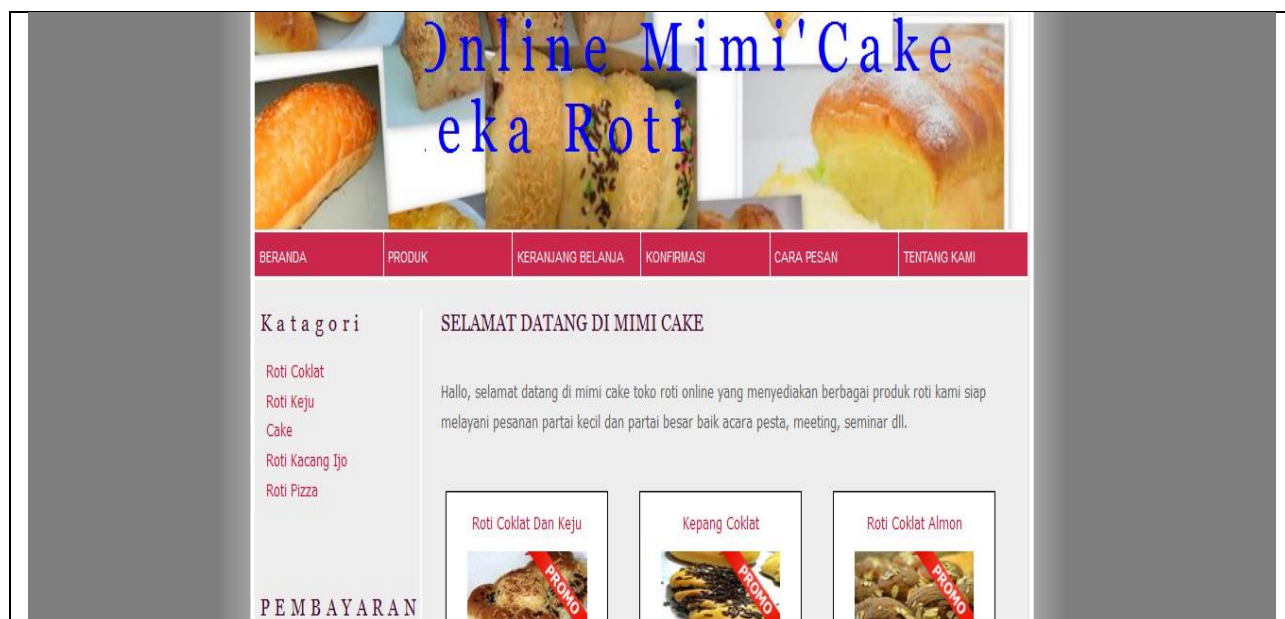 Online Mimi'Cake
eka Roti
BERANDA PRODUK KERANJANG BELANJA KONFIRMASI CARA PESAN TENTANG KAMI
Katagori
Roti Coklat
Roti Keju
Cake
Roti Kacang Ijo
Roti Pizza
PEMBAYARAN
SELAMAT DATANG DI MIMI CAKE
Hallo, selamat datang di mimi cake toko roti online yang menyediakan berbagai produk roti kami siap
melayani pesanan partai kecil dan partai besar baik acara pesta, meeting, seminar dll.
Roti Coklat Dan Keju Kepang Coklat Roti Coklat Almon
PROMO PROMO PROMO